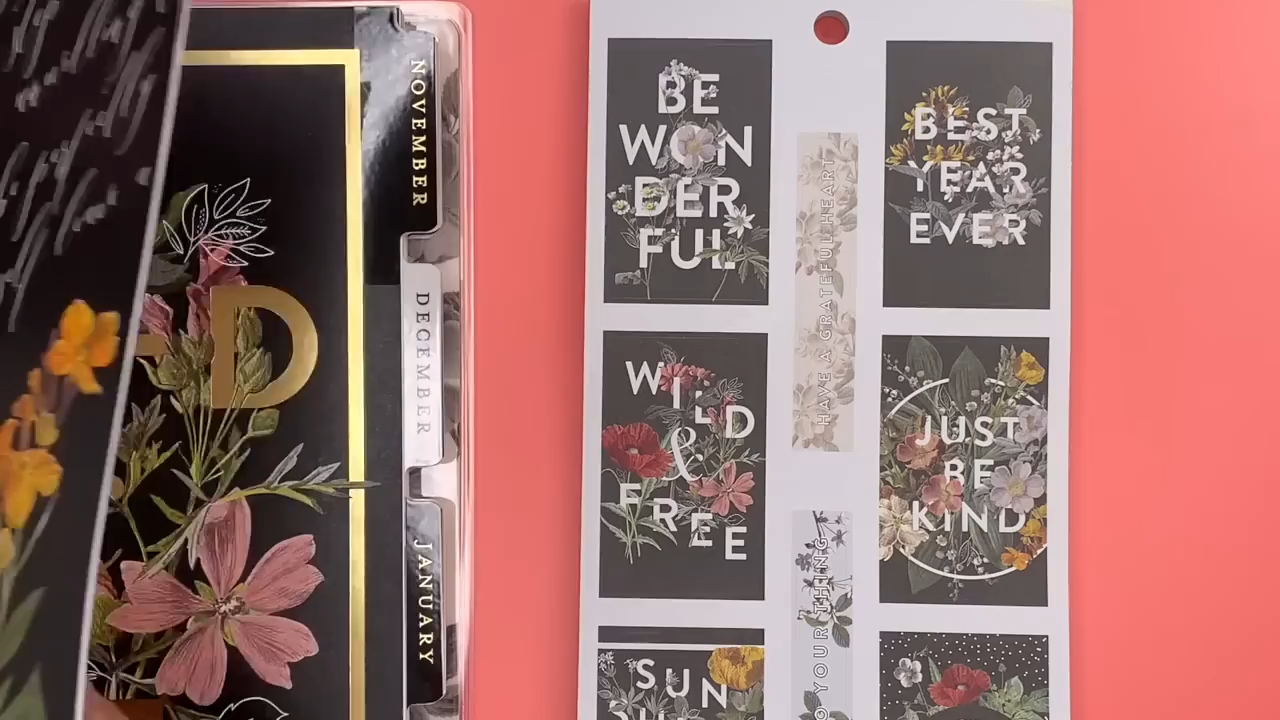 D
NOVEMBER
DECEMBER
JANUARY
BE
WON
DER
FUL
HAVE A GRATEFUL HEART
BEST
YEAR
EVER
WILD
&
FREE
JUST
BE
KIND
SUN
YOUR THING